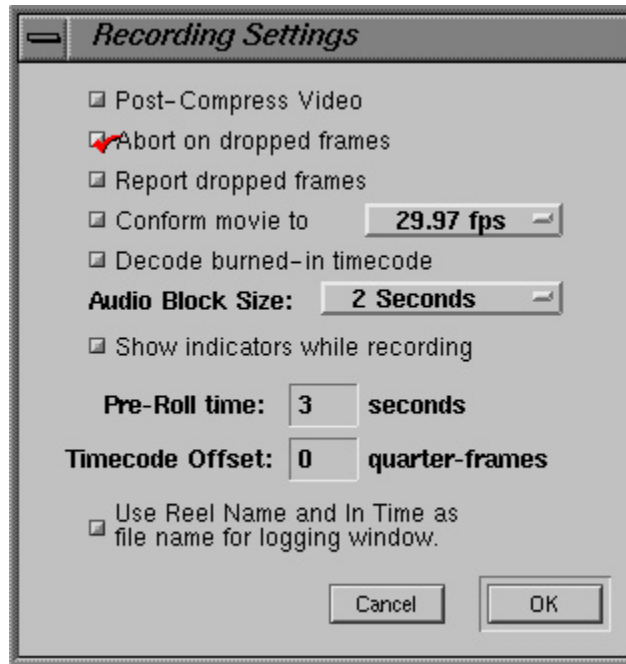 Recording Settings
Post-Compress Video
Abort on dropped frames
Report dropped frames
Conform movie to 29.97 fps
Decode burned-in timecode
Audio Block Size: 2 Seconds
Show indicators while recording
Pre-Roll time: 3 seconds
Timecode Offset: 0 quarter-frames
Use Reel Name and In Time as
file name for logging window.
Cancel OK